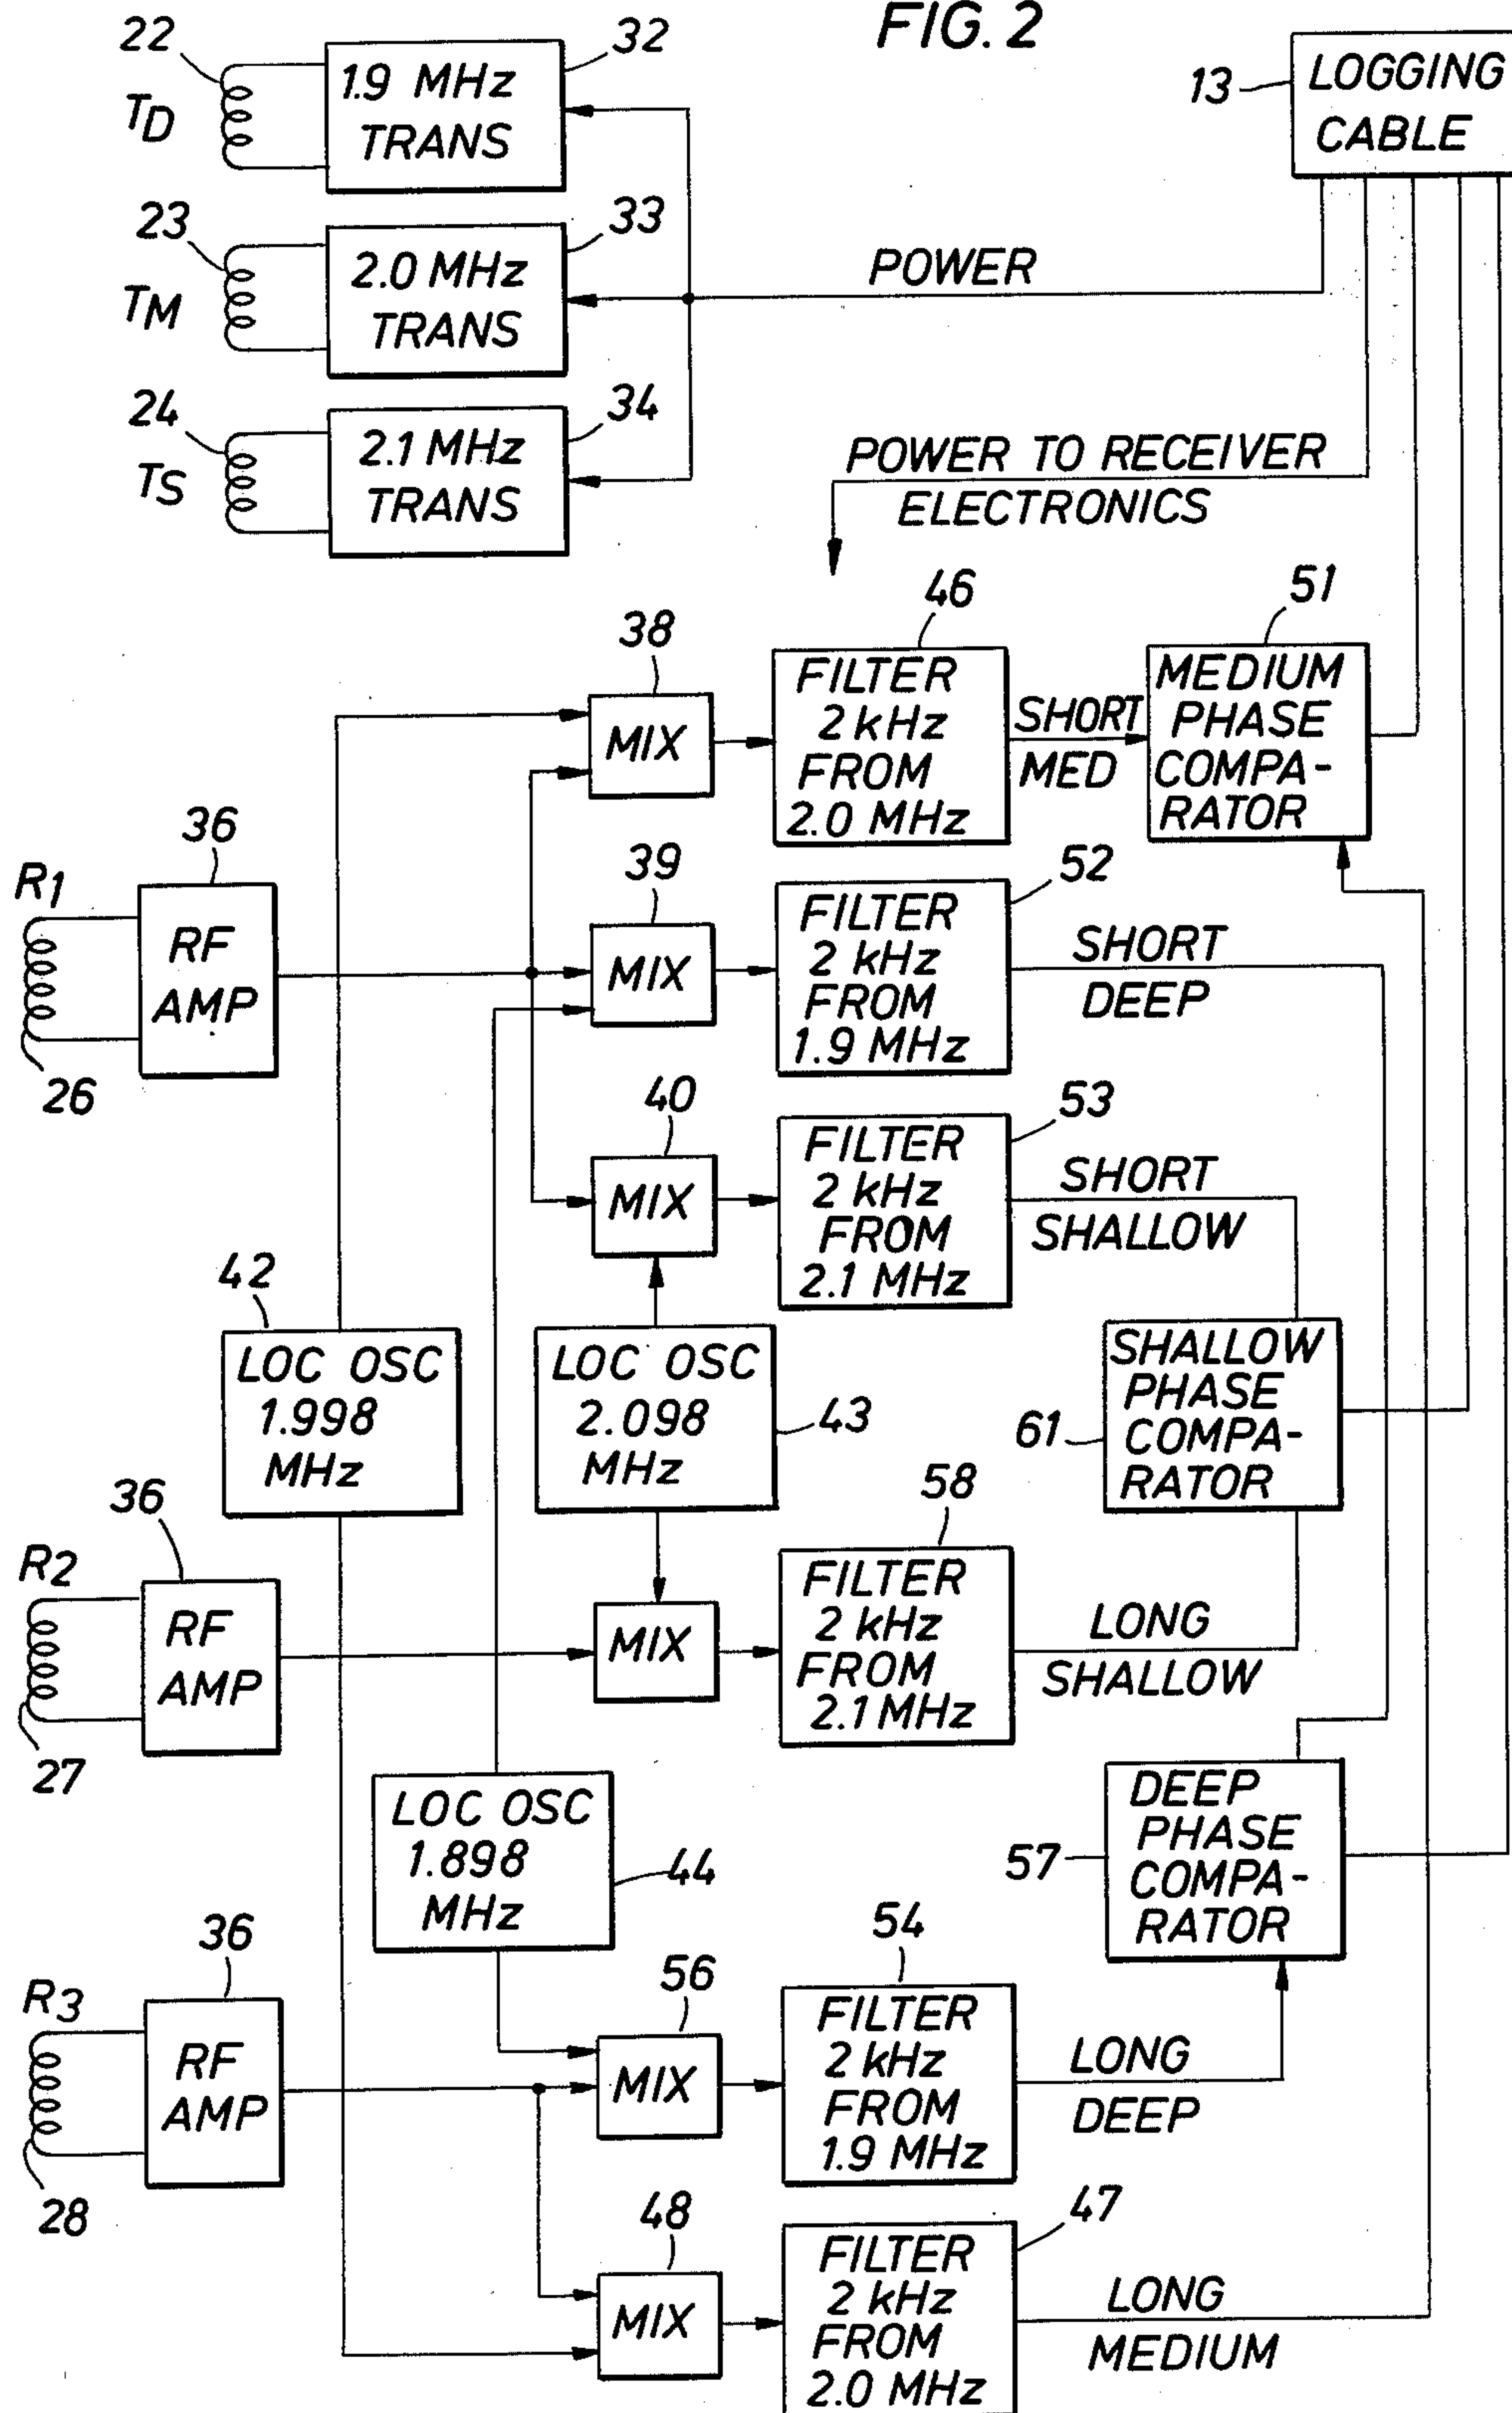 FIG. 2
22
TD
1.9 MHz
TRANS
32
13
LOGGING
CABLE
23
TM
2.0 MHz
TRANS
33
POWER
24
TS
2.1 MHz
TRANS
34
POWER TO RECEIVER
ELECTRONICS
38
MIX
46
FILTER
2 kHz
FROM
2.0 MHz
SHORT
MED
51
MEDIUM
PHASE
COMPA-
RATOR
R1
36
RF
AMP
26
39
MIX
52
FILTER
2 kHz
FROM
1.9 MHz
SHORT
DEEP
40
MIX
53
FILTER
2 kHz
FROM
2.1 MHz
SHORT
SHALLOW
42
LOC OSC
1.998
MHz
LOC OSC
2.098
MHz
43
61
SHALLOW
PHASE
COMPA-
RATOR
R2
36
RF
AMP
27
MIX
58
FILTER
2 kHz
FROM
2.1 MHz
LONG
SHALLOW
LOC OSC
1.898
MHz
44
57
DEEP
PHASE
COMPA-
RATOR
R3
36
RF
AMP
28
56
MIX
54
FILTER
2 kHz
FROM
1.9 MHz
LONG
DEEP
48
MIX
47
FILTER
2 kHz
FROM
2.0 MHz
LONG
MEDIUM